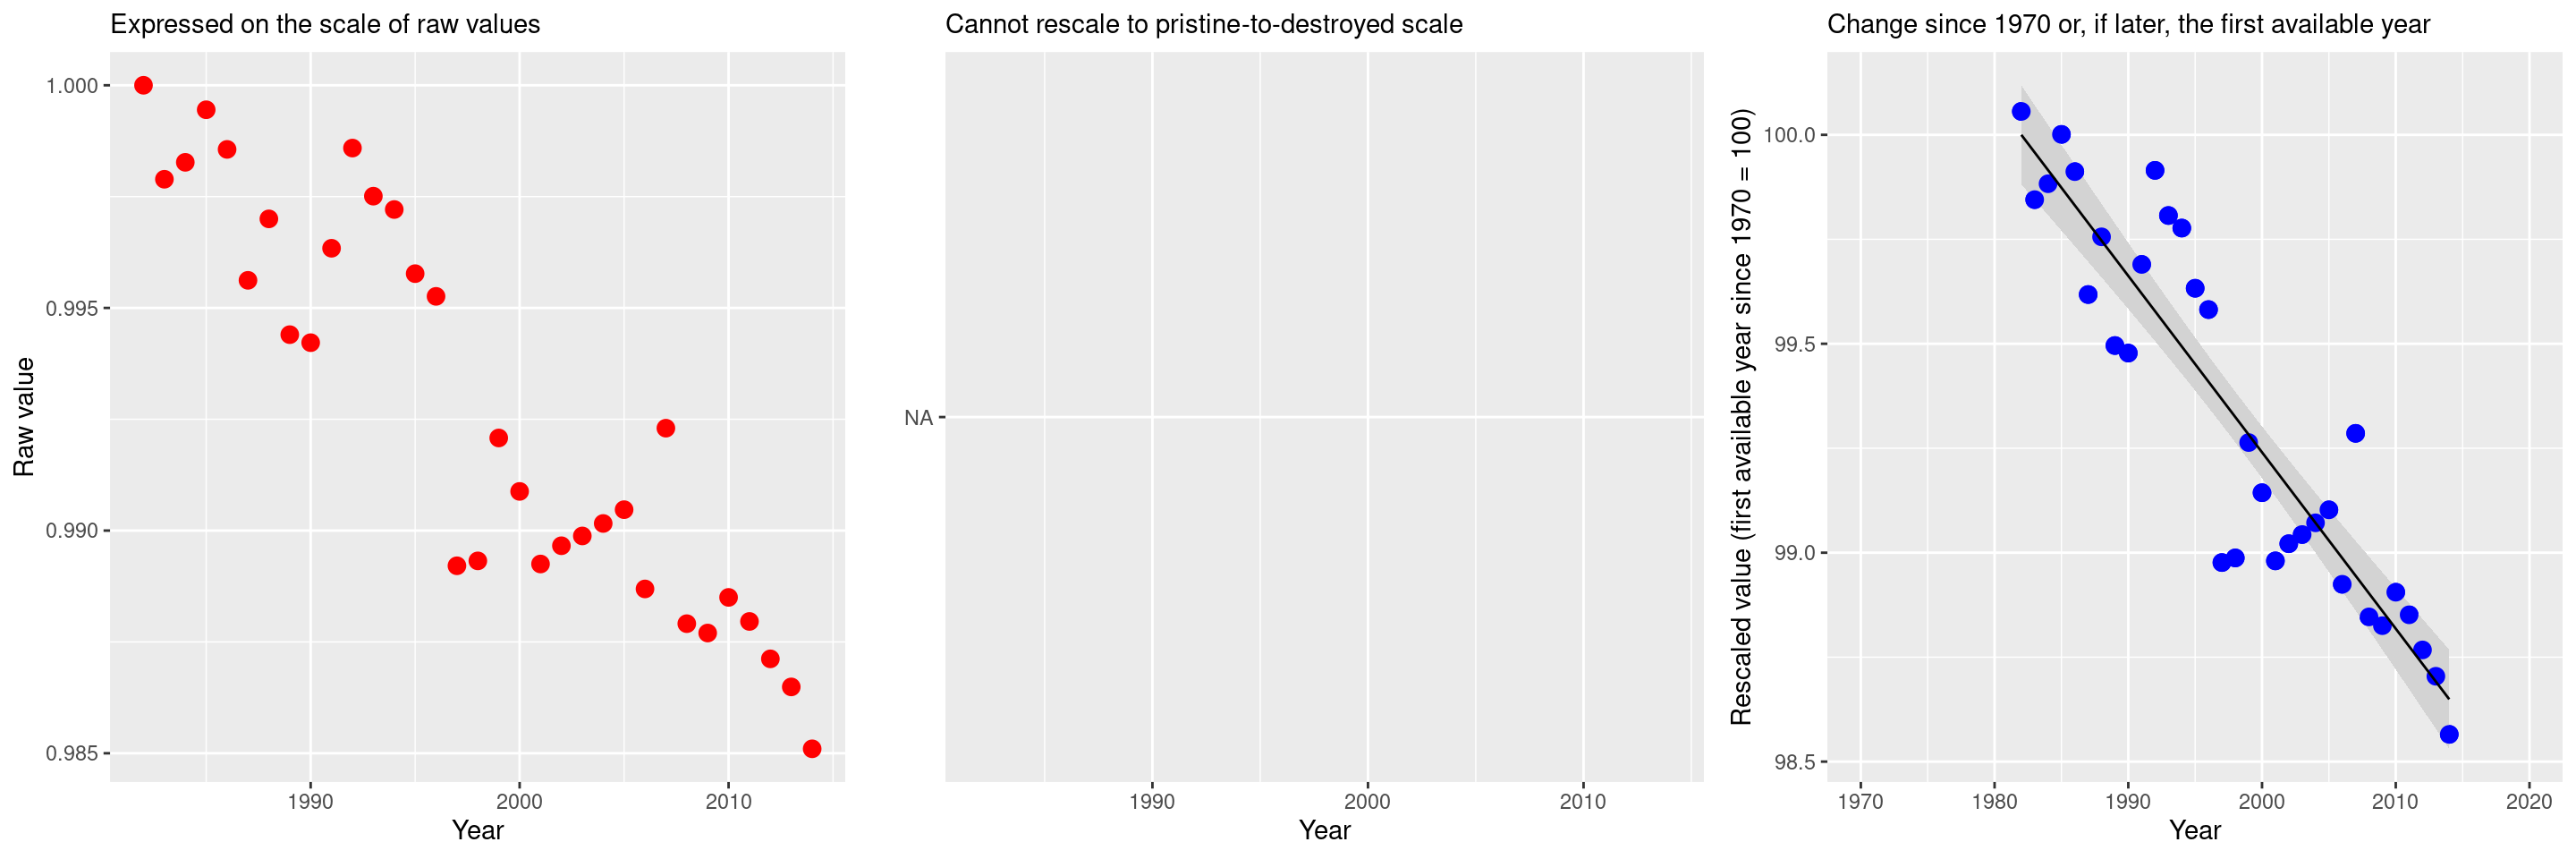 Expressed on the scale of raw values
Raw value
1.000
0.995
0.990
0.985
1990 2000 2010
Year
Cannot rescale to pristine-to-destroyed scale
NA
1990 2000 2010
Year
Change since 1970 or, if later, the first available year
Rescaled value (first available year since 1970 = 100)
100.0
99.5
99.0
98.5
1970 1980 1990 2000 2010 2020
Year